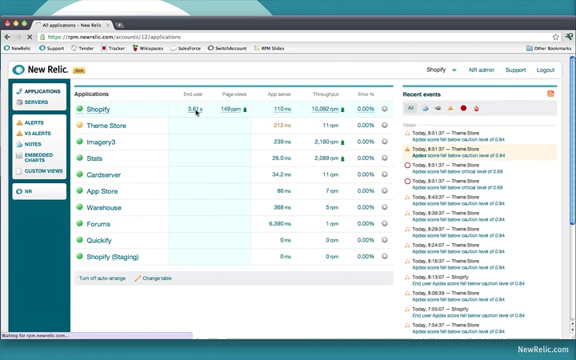 All applications
https://rpm.newrelic.com/accounts/12/applications
NewRelic
Support
Tender
Tracker
Wikispaces
SalesForce
SwitchAccount
RPM Slides
Other Bookmarks
New Relic.
Shopify
NR admin
Support
Logout
APPLICATIONS
SERVERS
ALERTS
V3 ALERTS
NOTES
EMBEDDED CHARTS
CUSTOM VIEWS
NR
Applications End user Page views App server Throughput Error %
Shopify 3.61 s 149 ppm 110 ms 10,092 rpm 0.00%
Theme Store 212 ms 11 rpm 0.00%
Imagery3 239 ms 2,180 rpm 0.00%
Stats 26.0 ms 2,089 rpm 0.00%
Cardserver 34.2 ms 11 rpm 0.00%
App Store 86 ms 7 rpm 0.00%
Warehouse 368 ms 5 rpm 0.00%
Forums 6,390 ms 1 rpm 0.00%
Quickify 0 ms 0 rpm 0.00%
Shopify (Staging) 0 ms 0 rpm 0.00%
Turn off auto-arrange
Change table
Recent events
All
TODAY
Today, 8:51:37 — Theme Store
Apdex score fell below caution level of 0.84
Today, 8:51:37 — Theme Store
Apdex score fell below caution level of 0.84
Today, 8:51:37 — Theme Store
Apdex score fell below critical level of 0.69
Today, 8:51:37 — Theme Store
Today, 8:43:37 — Theme Store
Apdex score fell below caution level of 0.84
Today, 8:39:37 — Theme Store
Apdex score fell below caution level of 0.84
Today, 8:29:37 — Theme Store
Apdex score fell below caution level of 0.84
Today, 8:24:07 — Theme Store
Apdex score fell below caution level of 0.84
Today, 8:16:37 — Theme Store
Apdex score fell below caution level of 0.84
Today, 8:13:07 — Shopify
End user Apdex score fell below caution level of 0.84
Today, 8:06:39 — Theme Store
Apdex score fell below caution level of 0.84
Today, 7:55:07 — Shopify
End user Apdex score fell below caution level of 0.84
Today, 7:54:37 — Theme Store
Apdex score fell below caution level of 0.84
Waiting for rpm.newrelic.com...
NewRelic.com